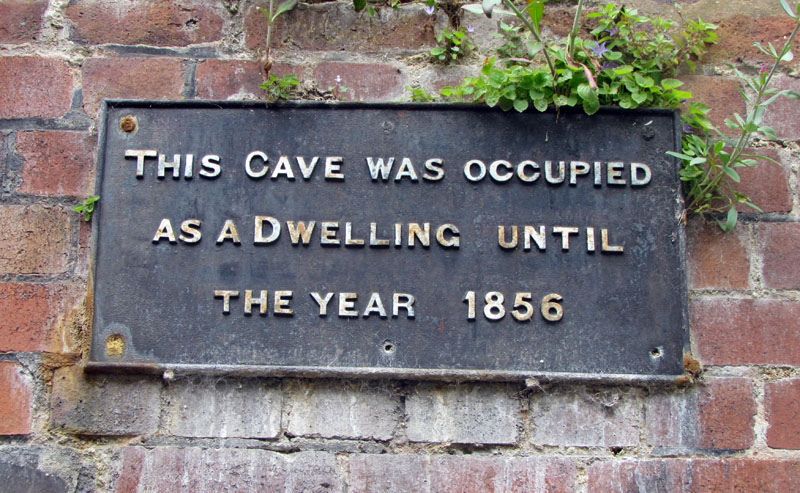 THIS CAVE WAS OCCUPIED
AS A DWELLING UNTIL
THE YEAR 1856